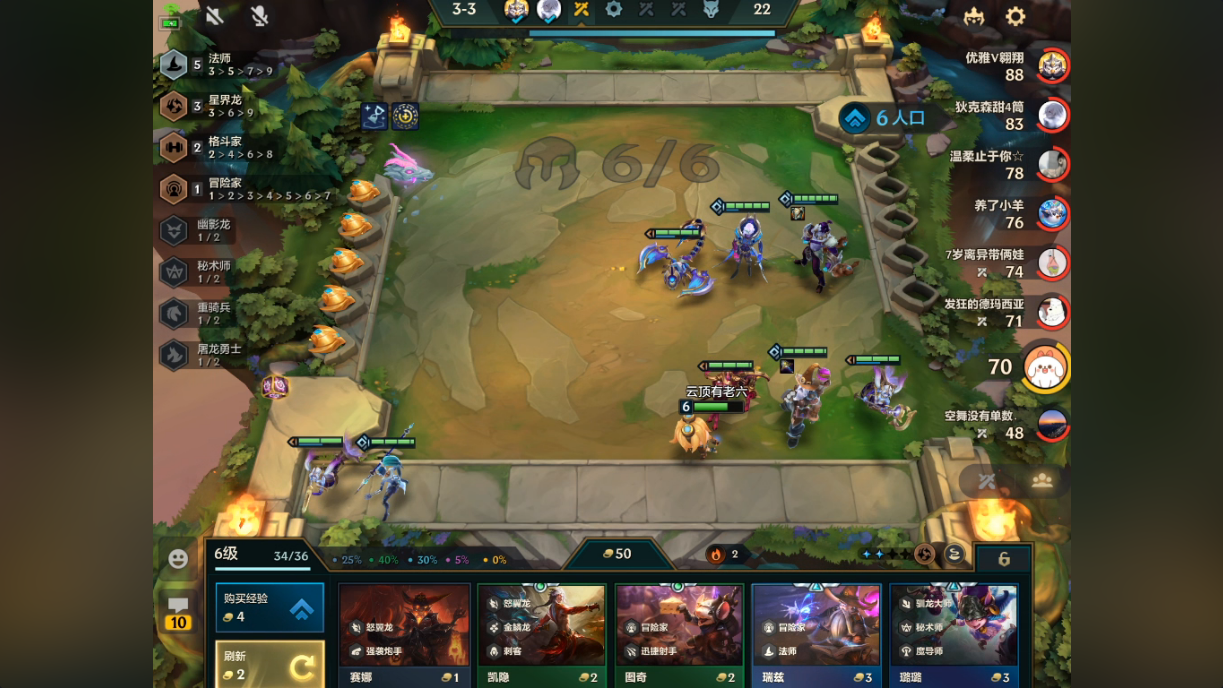 3-3
22
5 法师
3 > 5 > 7 > 9
3 星界龙
3 > 6 > 9
2 格斗家
2 > 4 > 6 > 8
1 冒险家
1 > 2 > 3 > 4 > 5 > 6 > 7
幽影龙
1 / 2
秘术师
1 / 2
重骑兵
1 / 2
屠龙勇士
1 / 2
6/6
6人口
优雅V翱翔
88
狄克森甜4筒
83
温柔止于你☆
78
养了小羊
76
7岁离异带俩娃
74
发狂的德玛西亚
71
70
空舞没有单数
48
云顶有老六
6
6级 34/36
25% 40% 30% 5% 0%
50
2
6
购买经验
4
10
刷新
2
怒翼龙
强袭炮手
赛娜 1
怒翼龙
金鳞龙
刺客
凯隐 2
冒险家
迅捷射手
图奇 2
冒险家
法师
瑞兹 3
驯龙大师
秘术师
魔导师
璐璐 3